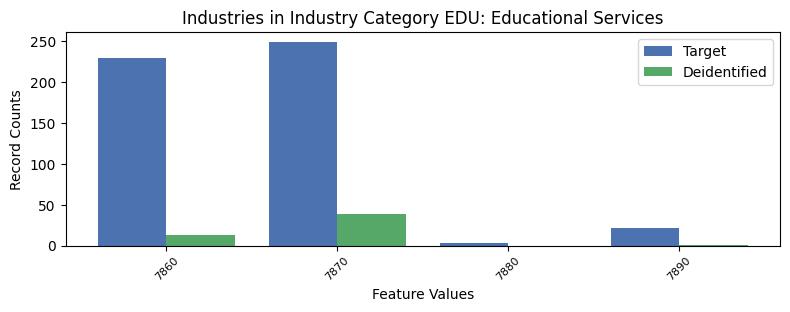 Industries in Industry Category EDU: Educational Services
Target
Deidentified
Record Counts
250
200
150
100
50
0
7860
7870
7880
7890
Feature Values